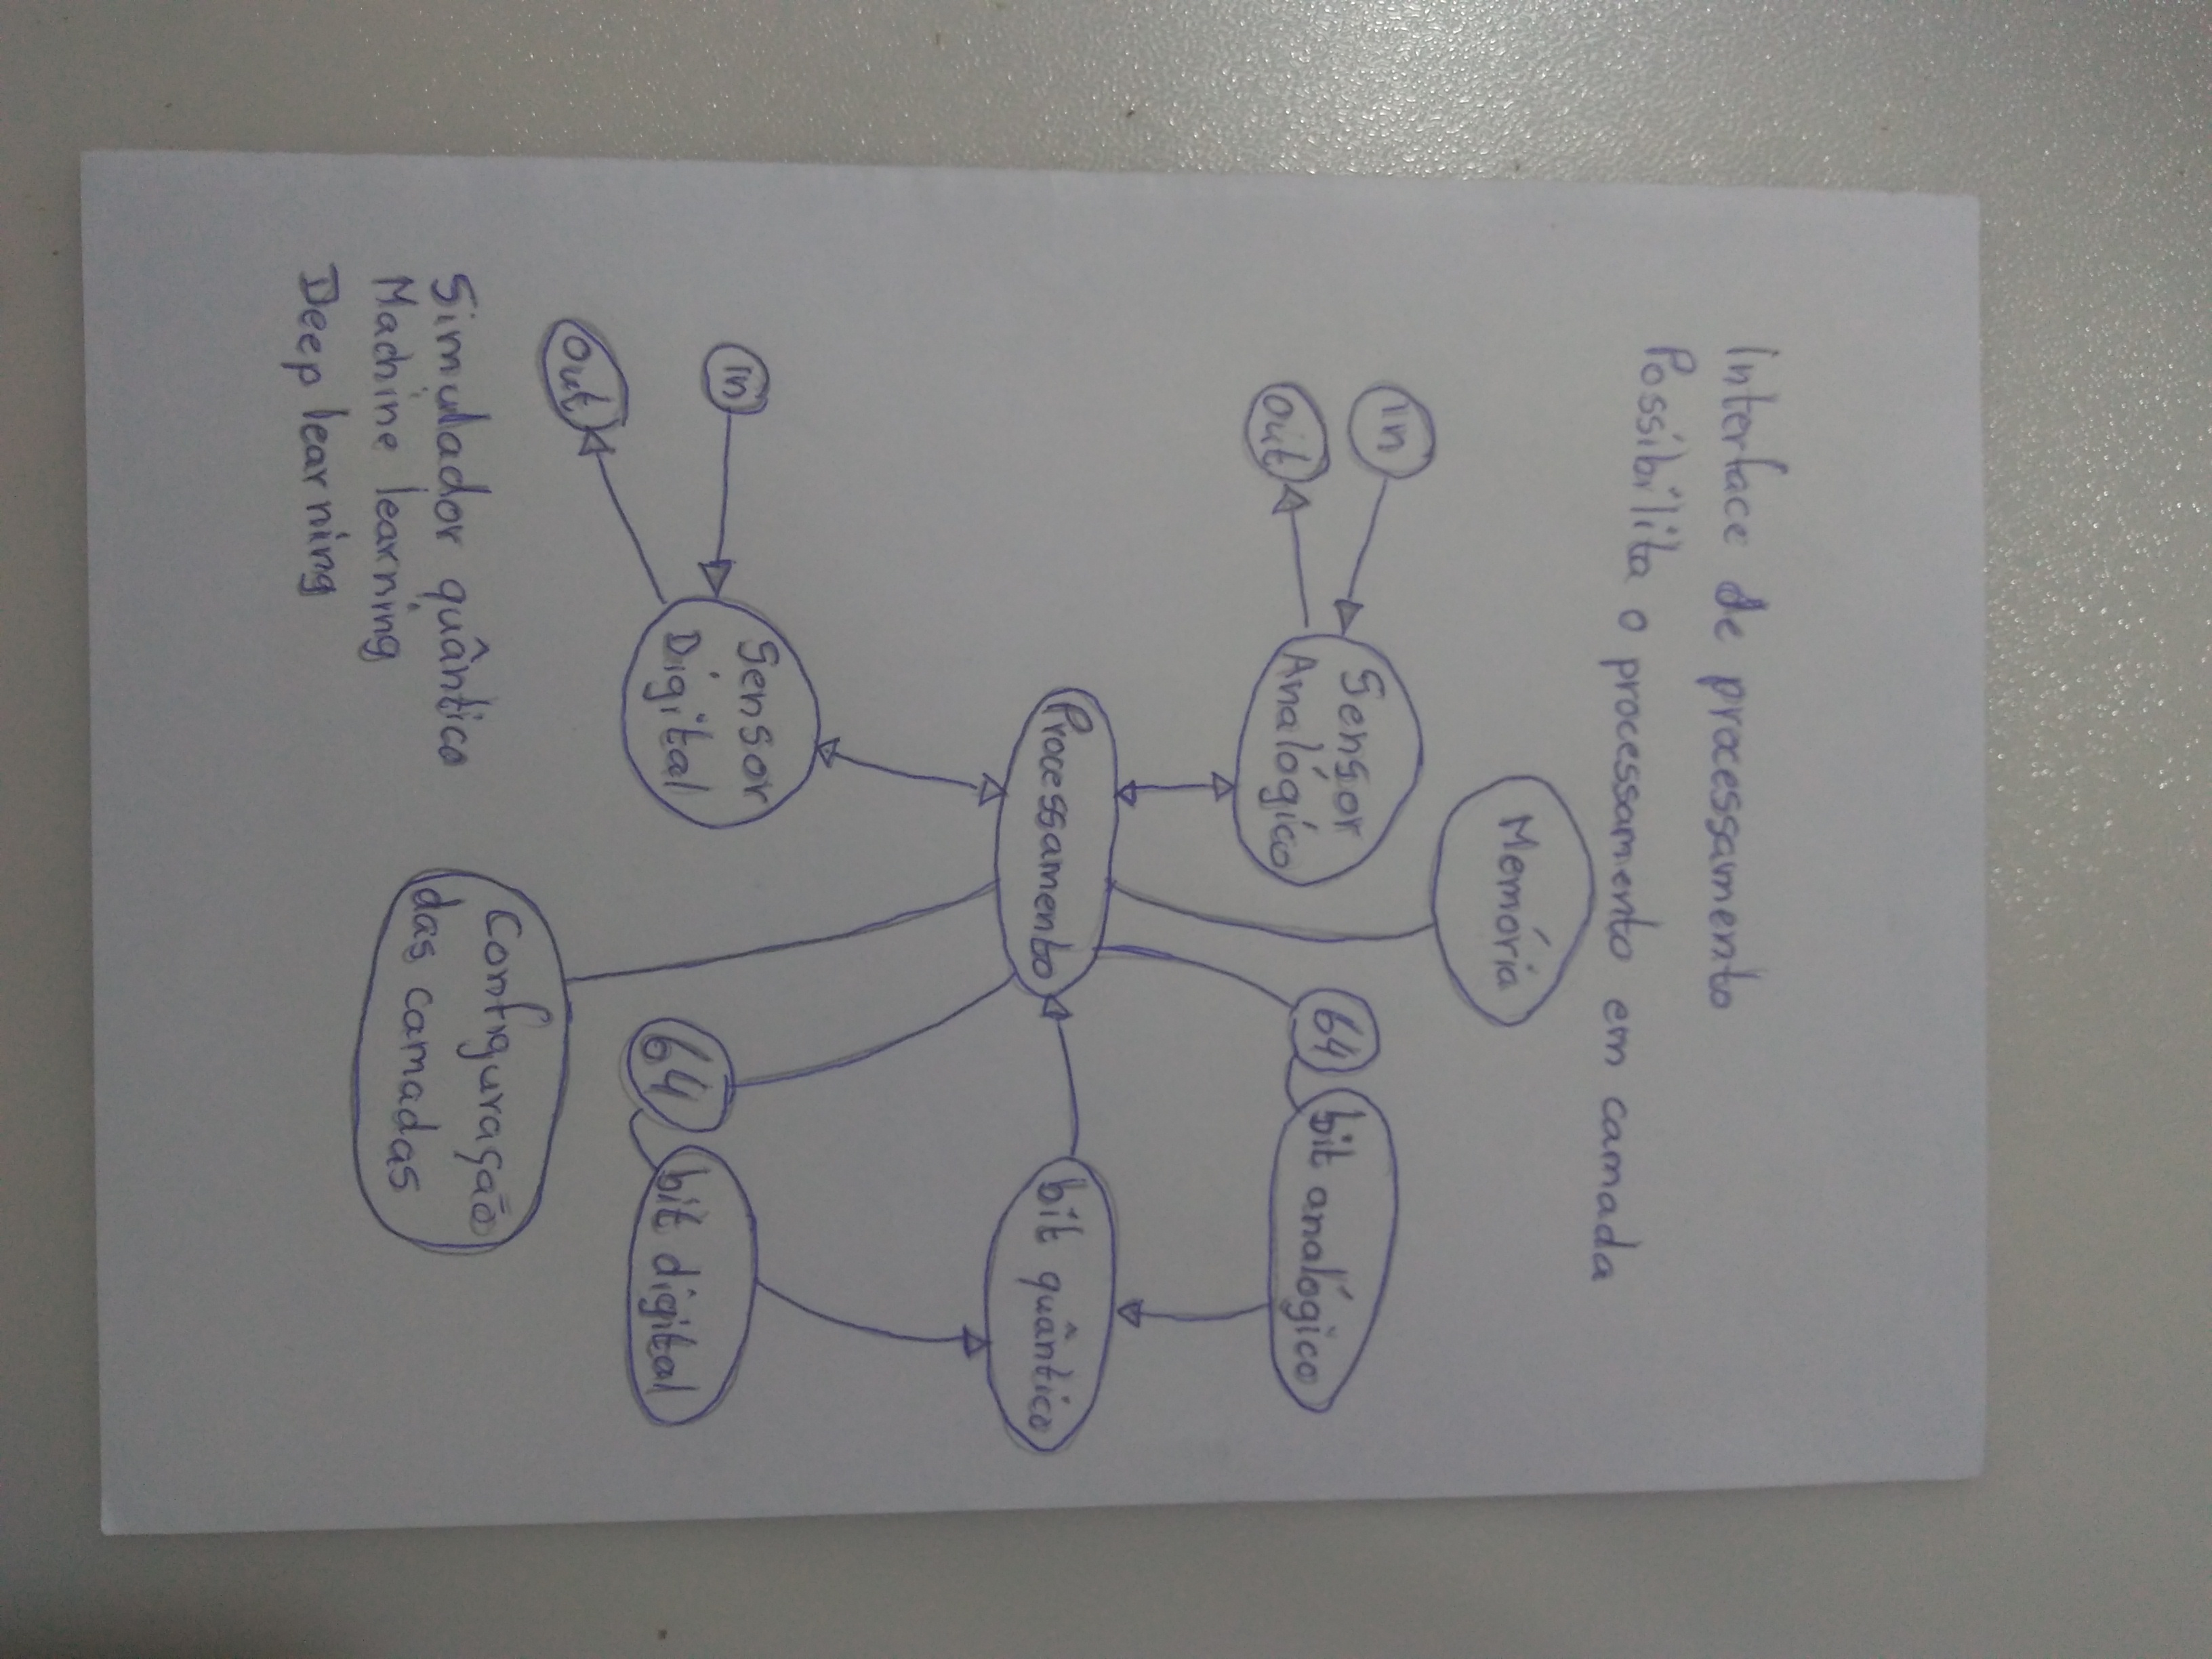 Interface de processamento
Possibilita o processamento em camada
Memória
in
out
Sensor
Analógico
64
bit analógico
Processamento
bit quântico
in
out
Sensor
Digital
64
bit digital
Configuração
das camadas
Simulador quântico
Machine learning
Deep learning